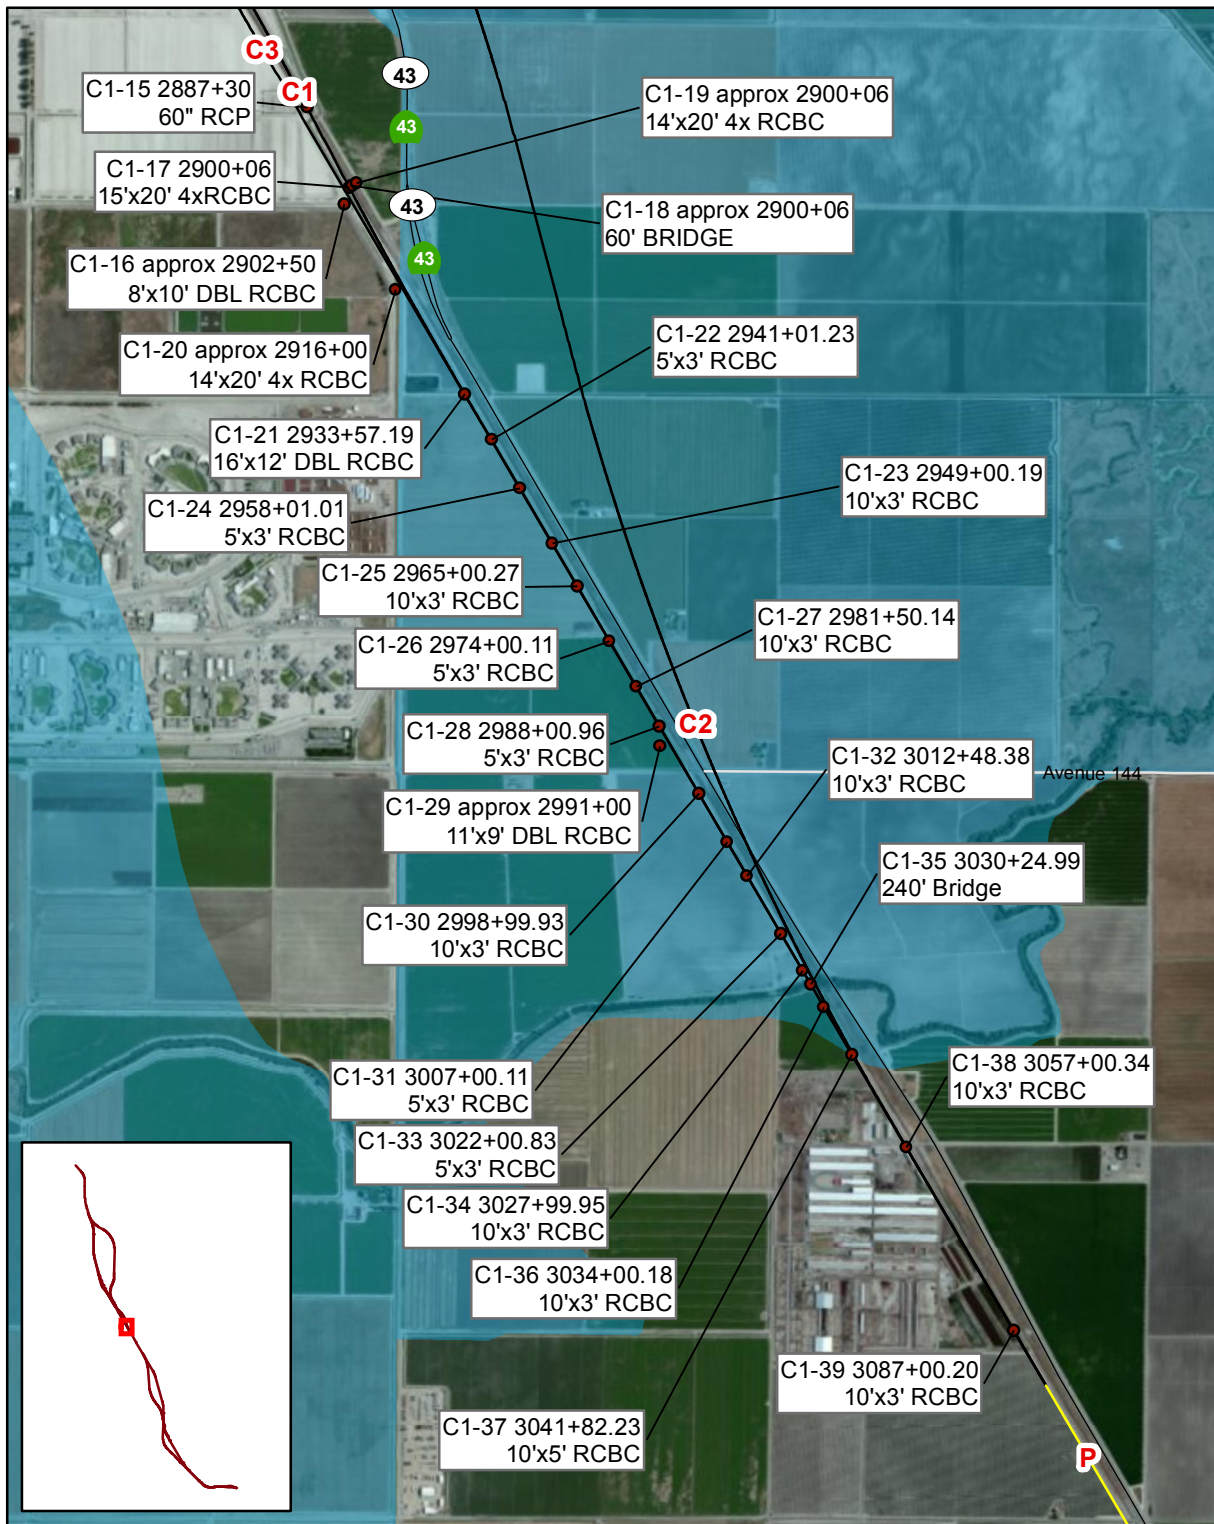 C3
43
C1-15 2887+30
60" RCP
C1
C1-19 approx 2900+06
14'x20' 4x RCBC
43
C1-17 2900+06
15'x20' 4xRCBC
43
C1-18 approx 2900+06
60' BRIDGE
43
C1-16 approx 2902+50
8'x10' DBL RCBC
C1-20 approx 2916+00
14'x20' 4x RCBC
C1-22 2941+01.23
5'x3' RCBC
C1-21 2933+57.19
16'x12' DBL RCBC
C1-23 2949+00.19
10'x3' RCBC
C1-24 2958+01.01
5'x3' RCBC
C1-25 2965+00.27
10'x3' RCBC
C1-27 2981+50.14
10'x3' RCBC
C1-26 2974+00.11
5'x3' RCBC
C2
C1-28 2988+00.96
5'x3' RCBC
C1-32 3012+48.38
10'x3' RCBC
Avenue 144
C1-29 approx 2991+00
11'x9' DBL RCBC
C1-35 3030+24.99
240' Bridge
C1-30 2998+99.93
10'x3' RCBC
C1-31 3007+00.11
5'x3' RCBC
C1-38 3057+00.34
10'x3' RCBC
C1-33 3022+00.83
5'x3' RCBC
C1-34 3027+99.95
10'x3' RCBC
C1-36 3034+00.18
10'x3' RCBC
C1-39 3087+00.20
10'x3' RCBC
C1-37 3041+82.23
10'x5' RCBC
P